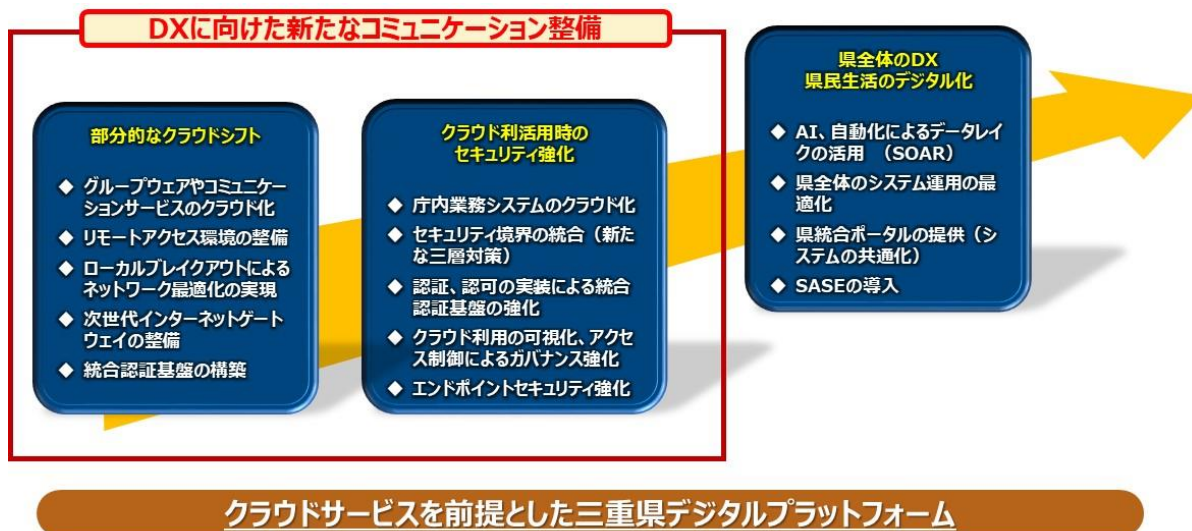 DXに向けた新たなコミュニケーション整備
部分的なクラウドシフト
◆ グループウェアやコミュニケー
ションサービスのクラウド化
◆ リモートアクセス環境の整備
◆ ローカルブレイクアウトによる
ネットワーク最適化の実現
◆ 次世代インターネットゲート
ウェイの整備
◆ 統合認証基盤の構築
クラウド利活用時の
セキュリティ強化
◆ 庁内業務システムのクラウド化
◆ セキュリティ境界の統合（新た
な三層対策）
◆ 認証、認可の実装による統合
認証基盤の強化
◆ クラウド利用の可視化、アクセ
ス制御によるガバナンス強化
◆ エンドポイントセキュリティ強化
県全体のDX
県民生活のデジタル化
◆ AI、自動化によるデータレイ
クの活用　（SOAR）
◆ 県全体のシステム運用の最
適化
◆ 県統合ポータルの提供（シ
ステムの共通化）
◆ SASEの導入
クラウドサービスを前提とした三重県デジタルプラットフォーム